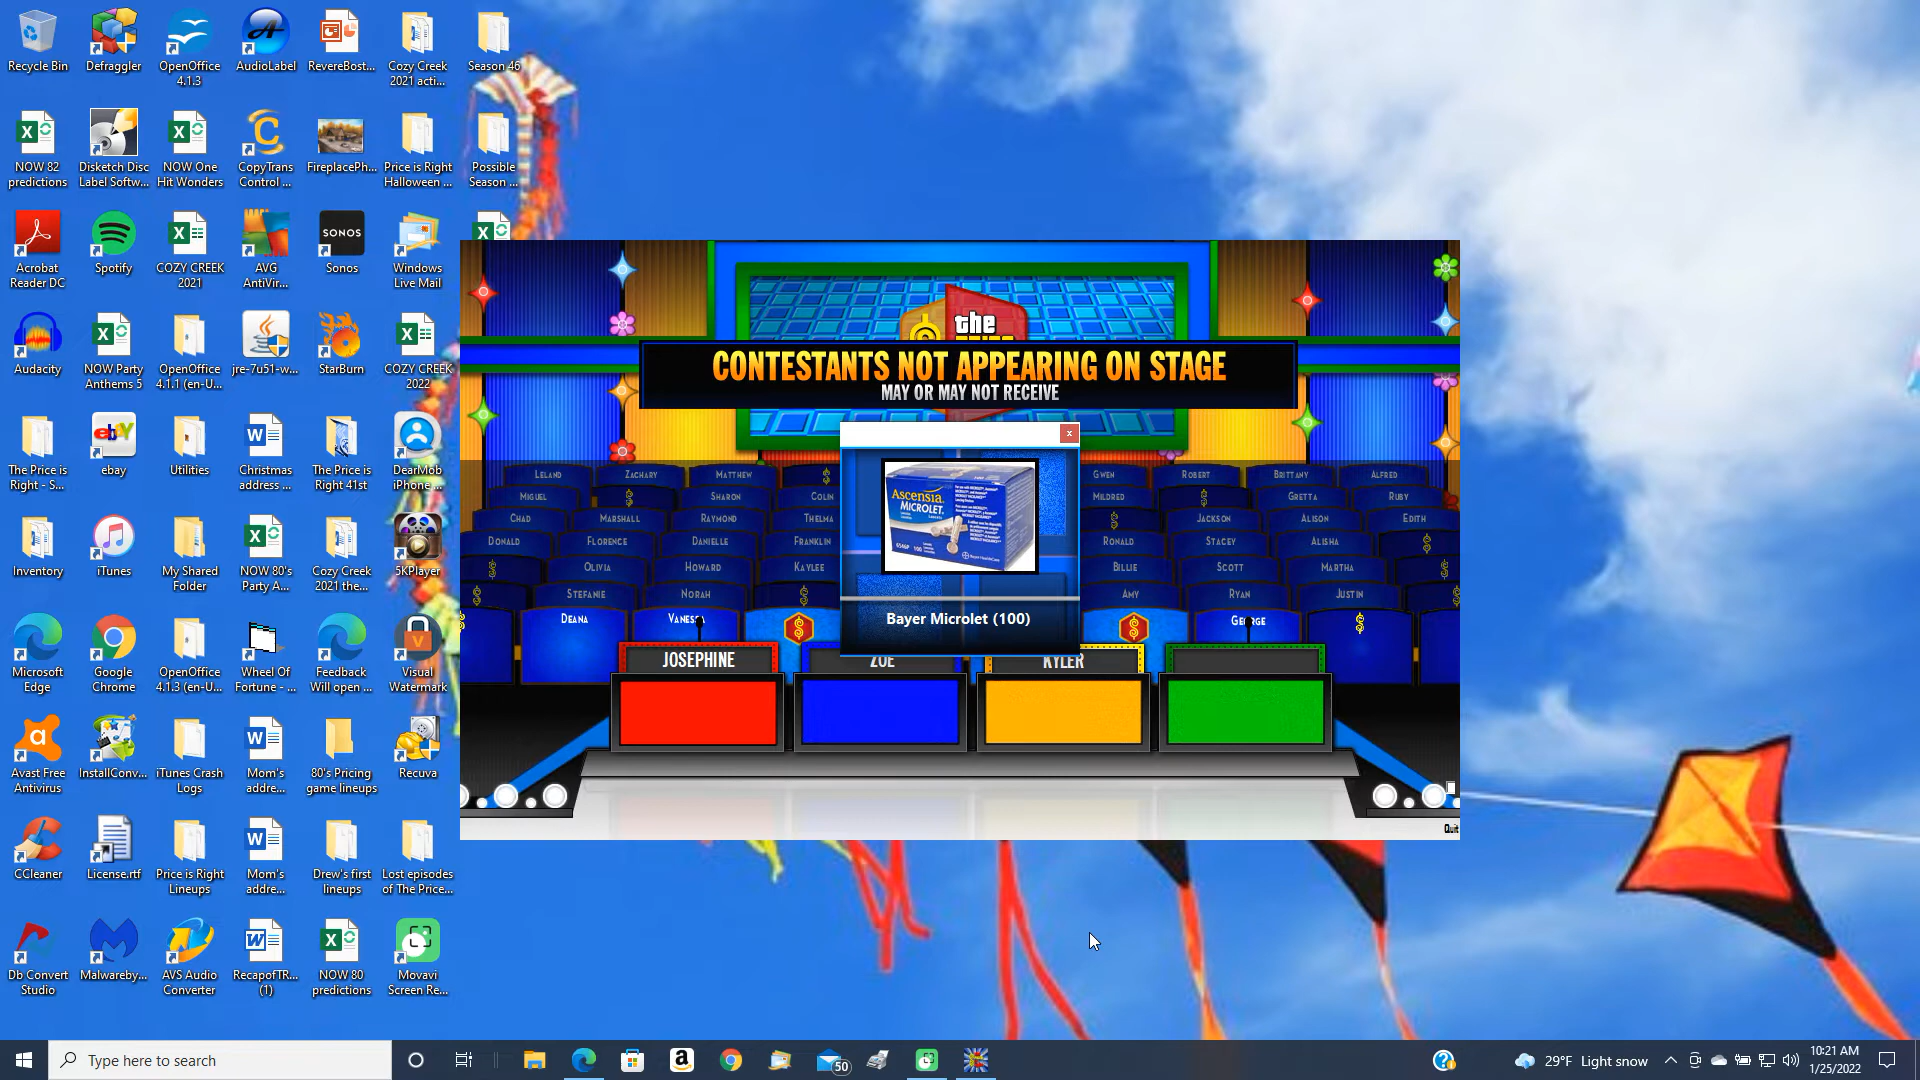 Recycle Bin
Defraggler
OpenOffice
4.1.3
AudioLabel
RevereBost...
Cozy Creek
2021 acti...
Season 46
NOW 82
predictions
Disketch Disc
Label Softw...
NOW One
Hit Wonders
CopyTrans
Control ...
FireplacePh...
Price is Right
Halloween ...
Possible
Season ...
Acrobat
Reader DC
Spotify
COZY CREEK
2021
AVG
AntiVir...
SONOS
Sonos
Windows
Live Mail
Audacity
NOW Party
Anthems 5
OpenOffice
4.1.1 (en-U...
jre-7u51-w...
StarBurn
COZY CREEK
2022
The Price is
Right - S...
ebay
ebay
Utilities
Christmas
address ...
The Price is
Right 41st
DearMob
iPhone ...
Inventory
iTunes
My Shared
Folder
NOW 80's
Party A...
Cozy Creek
2021 the...
5KPlayer
Microsoft
Edge
Google
Chrome
OpenOffice
4.1.3 (en-U...
Wheel Of
Fortune - ...
Feedback
Will open ...
Visual
Watermark
Avast Free
Antivirus
InstallConv...
iTunes Crash
Logs
Mom's
addre...
80's Pricing
game lineups
Recuva
CCleaner
License.rtf
Price is Right
Lineups
Mom's
addre...
Drew's first
lineups
Lost episodes
of The Price...
Db Convert
Studio
Malwareby...
AVS Audio
Converter
RecapofTR...
(1)
NOW 80
predictions
Movavi
Screen Re...
the
CONTESTANTS NOT APPEARING ON STAGE
MAY OR MAY NOT RECEIVE
LELAND ZACHARY MATTHEW GWEN ROBERT BRITTANY ALFRED
MIGUEL SHARON COLIN MILDRED GRETTA RUBY
CHAD MARSHALL RAYMOND THELMA JACKSON ALISON EDITH
DONALD FLORENCE DANIELLE FRANKLIN RONALD STACEY ALISHA
OLIVIA HOWARD KAYLEE BILLIE SCOTT MARTHA
STEFANIE NORAH AMY RYAN JUSTIN
DEANA VANESSA GEORGE
x
Ascensia
MICROLET
100
Bayer Microlet (100)
JOSEPHINE ZOE KYLER
Quit
Type here to search
50
29°F Light snow
10:21 AM
1/25/2022